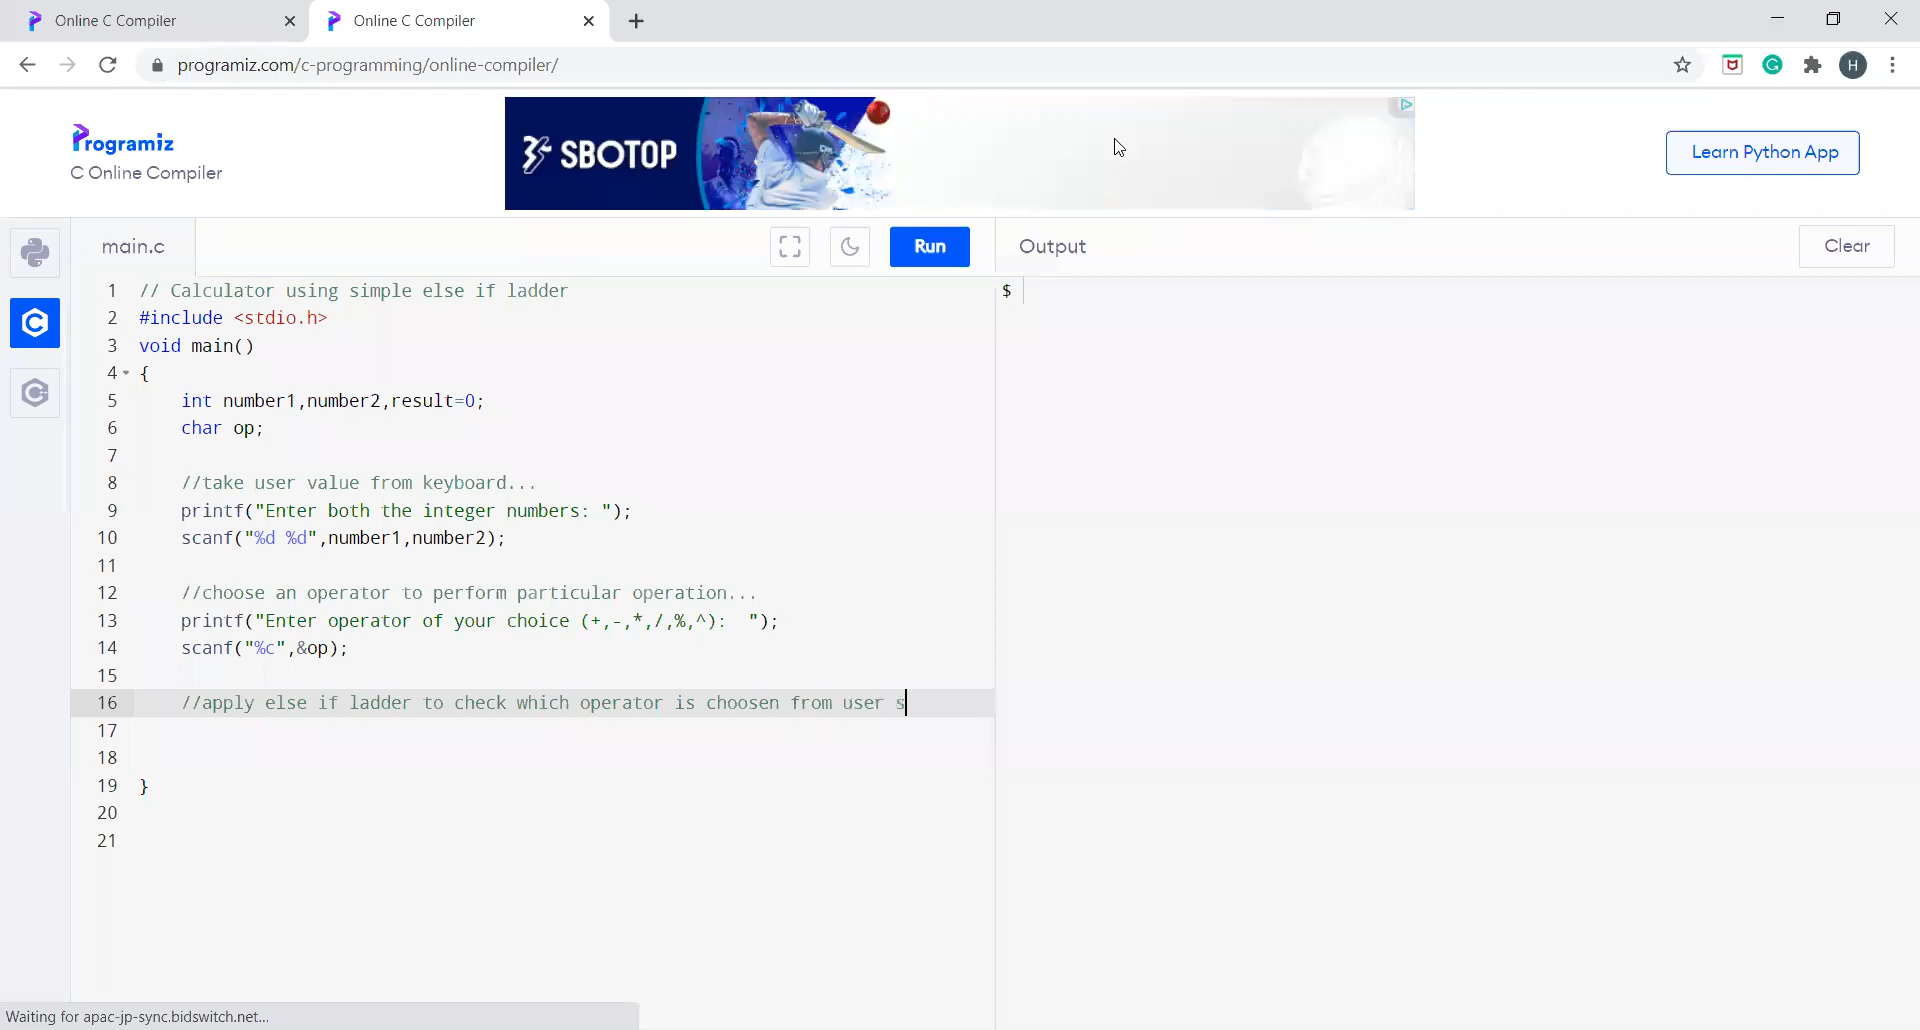 Online C Compiler
Online C Compiler
programiz.com/c-programming/online-compiler/
H
Programiz
C Online Compiler
SBOTOP
Learn Python App
main.c
Run
Output
Clear
1 // Calculator using simple else if ladder
2 #include <stdio.h>
3 void main()
4 {
5 int number1,number2,result=0;
6 char op;
7
8 //take user value from keyboard...
9 printf("Enter both the integer numbers: ");
10 scanf("%d %d",number1,number2);
11
12 //choose an operator to perform particular operation...
13 printf("Enter operator of your choice (+,-,*,/,%,^):  ");
14 scanf("%c",&op);
15
16 //apply else if ladder to check which operator is choosen from user s
17
18
19 }
20
21
$
Waiting for apac-jp-sync.bidswitch.net...